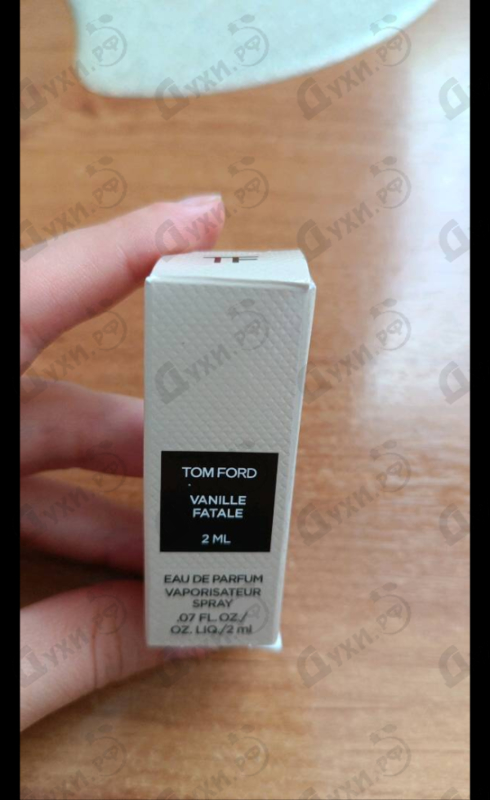 TF
TOM FORD
VANILLE
FATALE
2 ML
EAU DE PARFUM
VAPORISATEUR
SPRAY
.07 FL.OZ./
OZ. LIQ./2 ml
Духи.РФ